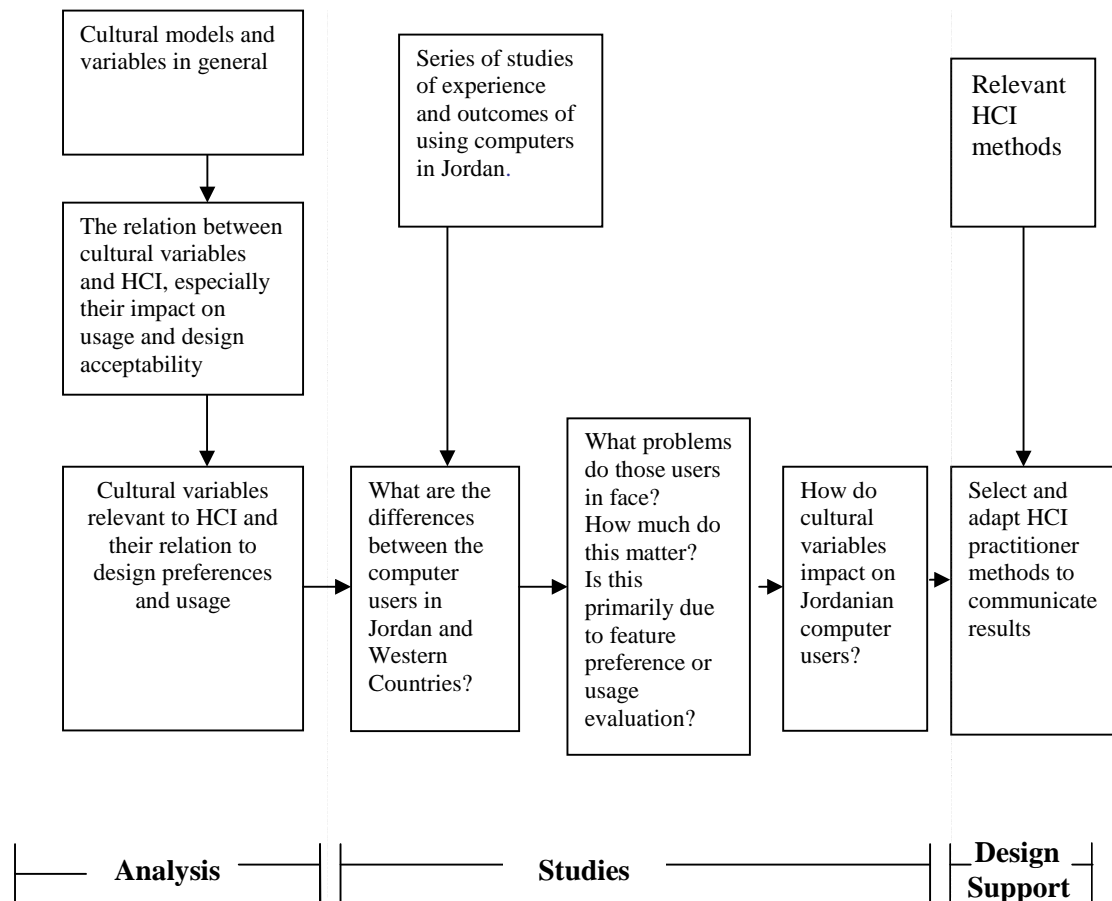 Cultural models and
variables in general
Series of studies
of experience
and outcomes of
using computers
in Jordan.
Relevant
HCI
methods
The relation between
cultural variables
and HCI, especially
their impact on
usage and design
acceptability
Cultural variables
relevant to HCI and
their relation to
design preferences
and usage
What are the
differences
between the
computer
users in
Jordan and
Western
Countries?
What problems
do those users
in face?
How much do
this matter?
Is this
primarily due
to feature
preference or
usage
evaluation?
How do
cultural
variables
impact on
Jordanian
computer
users?
Select and
adapt HCI
practitioner
methods to
communicate
results
Analysis
Studies
Design
Support